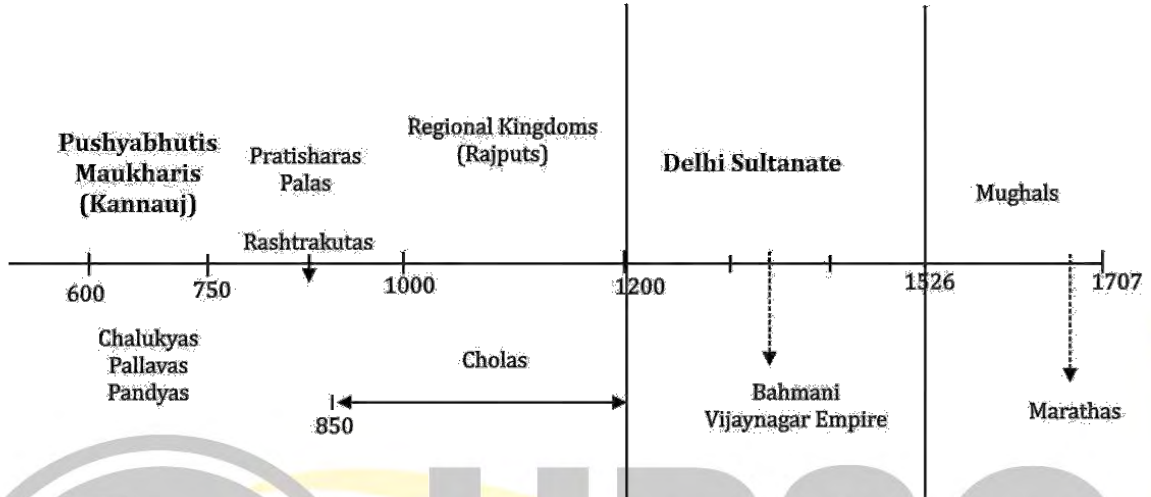 Pushyabhutis
Maukharis
(Kannauj)
Pratisharas
Palas
Rashtrakutas
Regional Kingdoms
(Rajputs)
Delhi Sultanate
Mughals
600
750
1000
1200
1526
1707
Chalukyas
Pallavas
Pandyas
Cholas
850
Bahmani
Vijaynagar Empire
Marathas